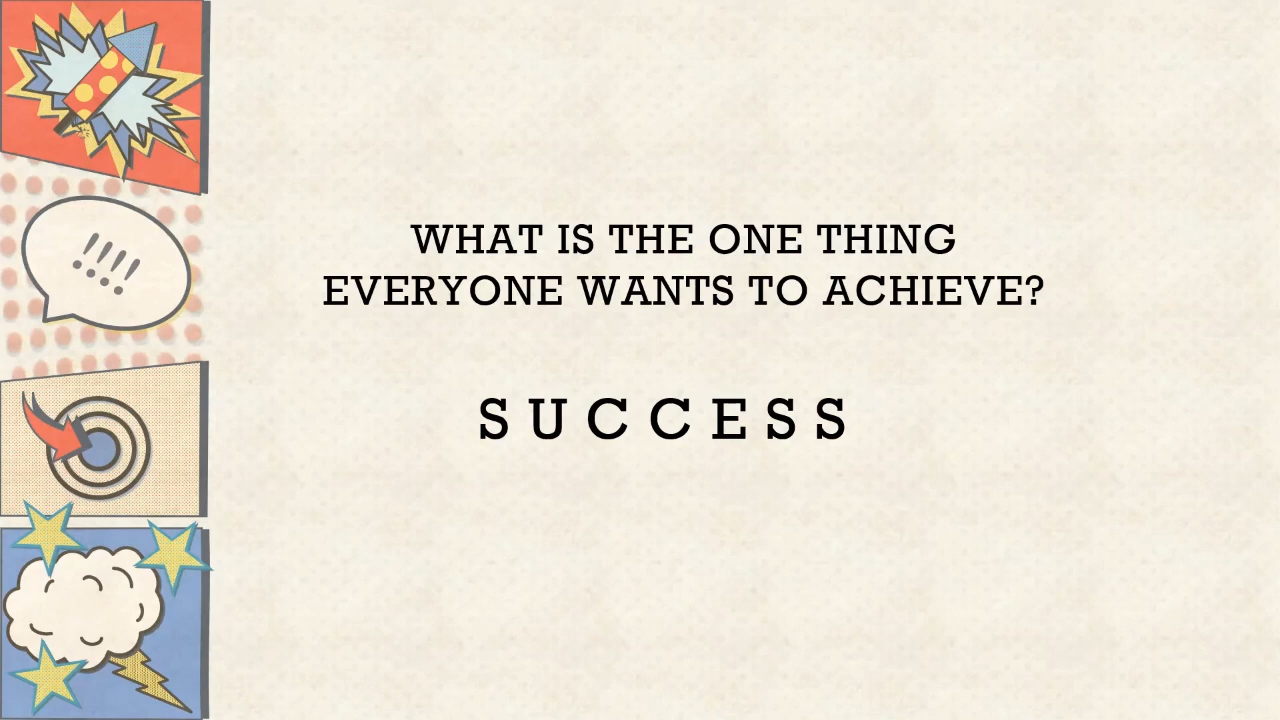 !!!!
WHAT IS THE ONE THING
EVERYONE WANTS TO ACHIEVE?
S U C C E S S